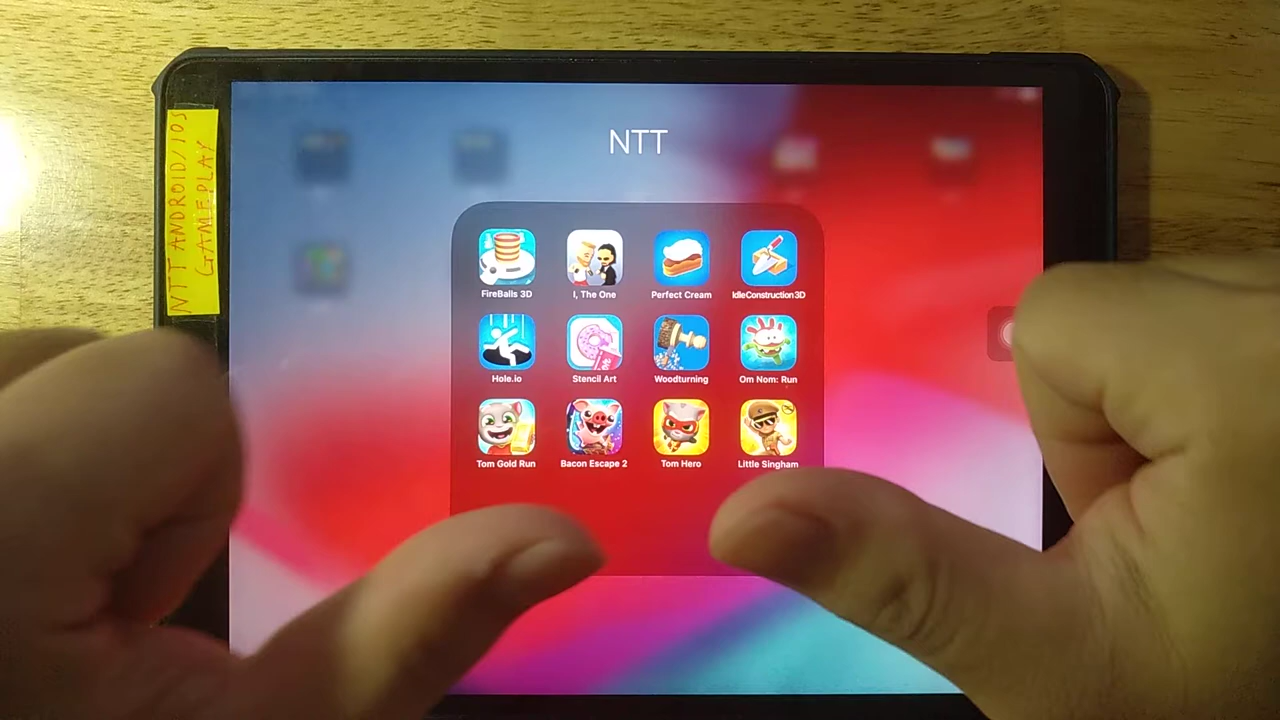 NTT ANDROID/IOS
GAMEPLAY
NTT
FireBalls 3D
I, The One
Perfect Cream
IdleConstruction3D
Hole.io
Stencil Art
Woodturning
Om Nom: Run
Tom Gold Run
Bacon Escape 2
Tom Hero
Little Singham